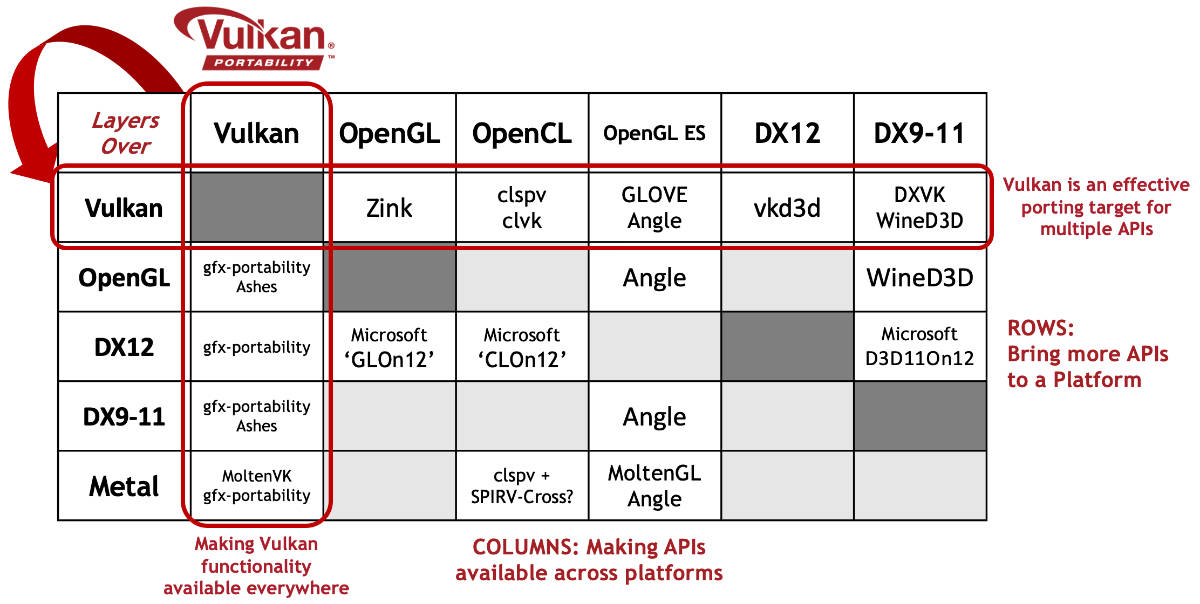 Vulkan®
PORTABILITY™
Layers
Over
Vulkan
OpenGL
OpenCL
OpenGL ES
DX12
DX9-11
Vulkan
Zink
clspv
clvk
GLOVE
Angle
vkd3d
DXVK
WineD3D
Vulkan is an effective
porting target for
multiple APIs
OpenGL
gfx-portability
Ashes
Angle
WineD3D
DX12
gfx-portability
Microsoft
‘GLOn12’
Microsoft
‘CLOn12’
Microsoft
D3D11On12
ROWS:
Bring more APIs
to a Platform
DX9-11
gfx-portability
Ashes
Angle
Metal
MoltenVK
gfx-portability
clspv +
SPIRV-Cross?
MoltenGL
Angle
Making Vulkan
functionality
available everywhere
COLUMNS: Making APIs
available across platforms